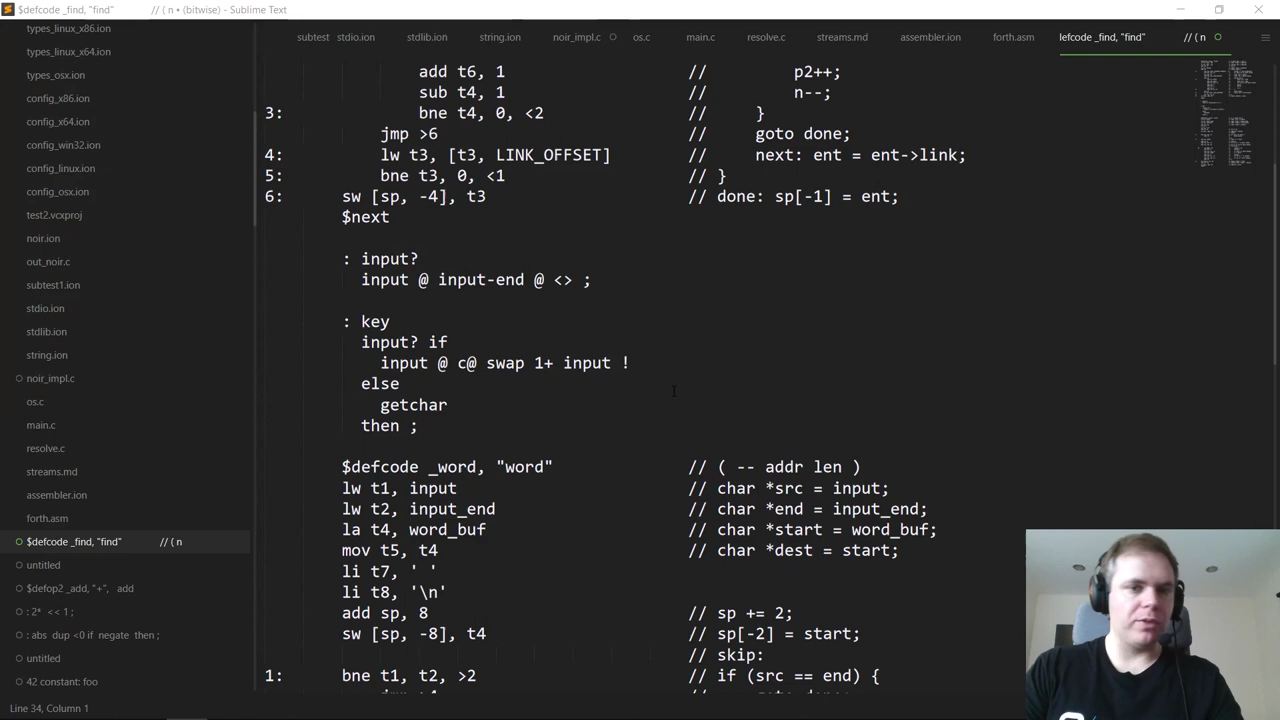 $defcode _find, "find" // ( n • (bitwise) - Sublime Text
types_linux_x86.ion
types_linux_x64.ion
types_osx.ion
config_x86.ion
config_x64.ion
config_win32.ion
config_linux.ion
config_osx.ion
test2.vcxproj
noir.ion
out_noir.c
subtest1.ion
stdio.ion
stdlib.ion
string.ion
noir_impl.c
os.c
main.c
resolve.c
streams.md
assembler.ion
forth.asm
$defcode _find, "find" // ( n
untitled
$defop2 _add, "+", add
: 2* << 1 ;
: abs dup <0 if negate then ;
untitled
42 constant: foo
subtest stdio.ion stdlib.ion string.ion noir_impl.c os.c main.c resolve.c streams.md assembler.ion forth.asm lefcode _find, "find" // ( n
add t6, 1 // p2++;
sub t4, 1 // n--;
3: bne t4, 0, <2 // }
jmp >6 // goto done;
4: lw t3, [t3, LINK_OFFSET] // next: ent = ent->link;
5: bne t3, 0, <1 // }
6: sw [sp, -4], t3 // done: sp[-1] = ent;
$next
: input?
input @ input-end @ <> ;
: key
input? if
input @ c@ swap 1+ input !
else
getchar
then ;
$defcode _word, "word" // ( -- addr len )
lw t1, input // char *src = input;
lw t2, input_end // char *end = input_end;
la t4, word_buf // char *start = word_buf;
mov t5, t4 // char *dest = start;
li t7, ' '
li t8, '\n'
add sp, 8 // sp += 2;
sw [sp, -8], t4 // sp[-2] = start;
// skip:
1: bne t1, t2, >2 // if (src == end) {
Line 34, Column 1